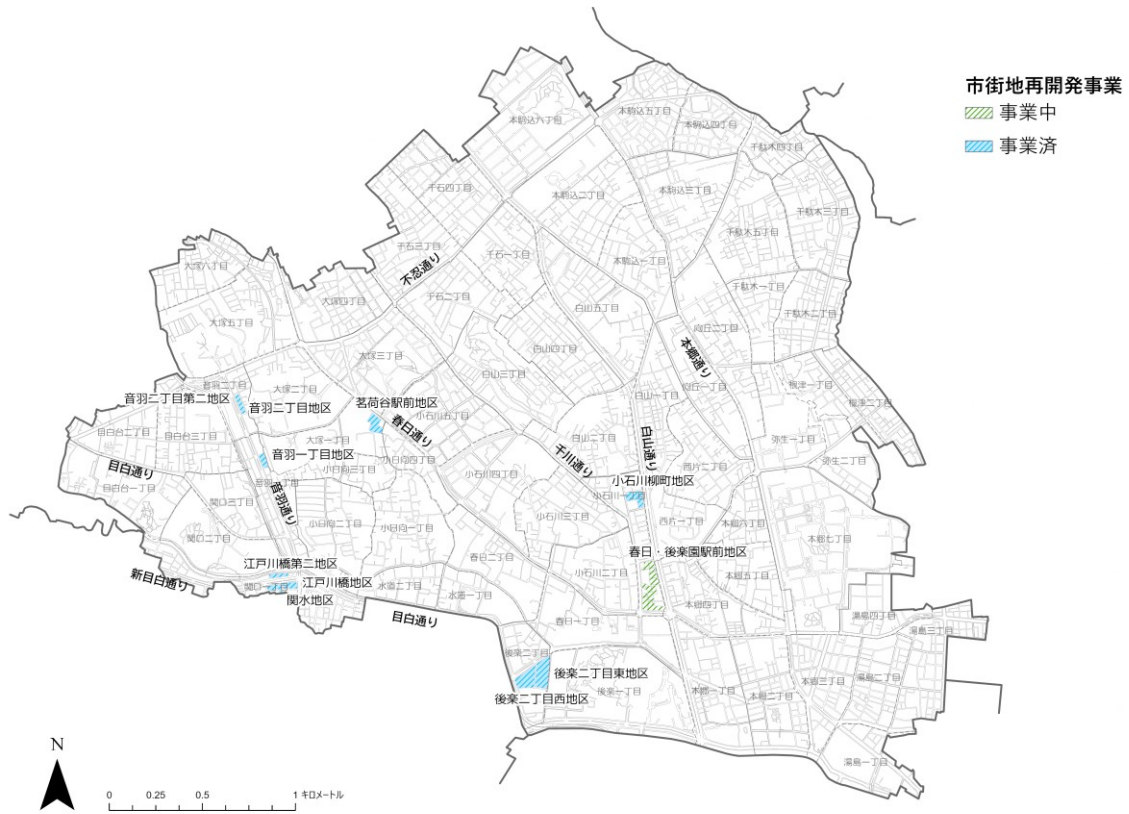 市街地再開発事業
事業中
事業済
本駒込六丁目
本駒込五丁目
本駒込四丁目
千駄木四丁目
千石四丁目
本駒込二丁目
本駒込三丁目
千駄木三丁目
千石三丁目
千石一丁目
千駄木五丁目
大塚六丁目
不忍通り
本駒込一丁目
大塚四丁目
千石二丁目
千駄木一丁目
白山五丁目
千駄木二丁目
大塚五丁目
向丘二丁目
大塚三丁目
白山四丁目
本郷通り
白山三丁目
音羽二丁目
大塚二丁目
向丘一丁目
根津一丁目
音羽二丁目第二地区
音羽二丁目地区
茗荷谷駅前地区
白山一丁目
根津二丁目
目白台二丁目
目白台三丁目
春日通り
小石川五丁目
大塚一丁目
白山二丁目
白山通り
弥生一丁目
音羽一丁目地区
小日向三丁目
小日向四丁目
千川通り
西片二丁目
弥生二丁目
目白通り
目白台一丁目
音羽一丁目
音羽通り
小石川四丁目
小石川柳町地区
小石川一丁目
関口三丁目
小日向二丁目
小日向一丁目
小石川三丁目
西片一丁目
本郷六丁目
本郷七丁目
関口二丁目
春日二丁目
春日・後楽園駅前地区
江戸川橋第二地区
新目白通り
関口一丁目
江戸川橋地区
関水地区
水道二丁目
水道一丁目
小石川二丁目
本郷五丁目
本郷四丁目
目白通り
春日一丁目
湯島四丁目
湯島三丁目
後楽二丁目
後楽二丁目東地区
後楽一丁目
後楽二丁目西地区
本郷一丁目
本郷二丁目
本郷三丁目
湯島二丁目
湯島一丁目
N
0 0.25 0.5 1 キロメートル